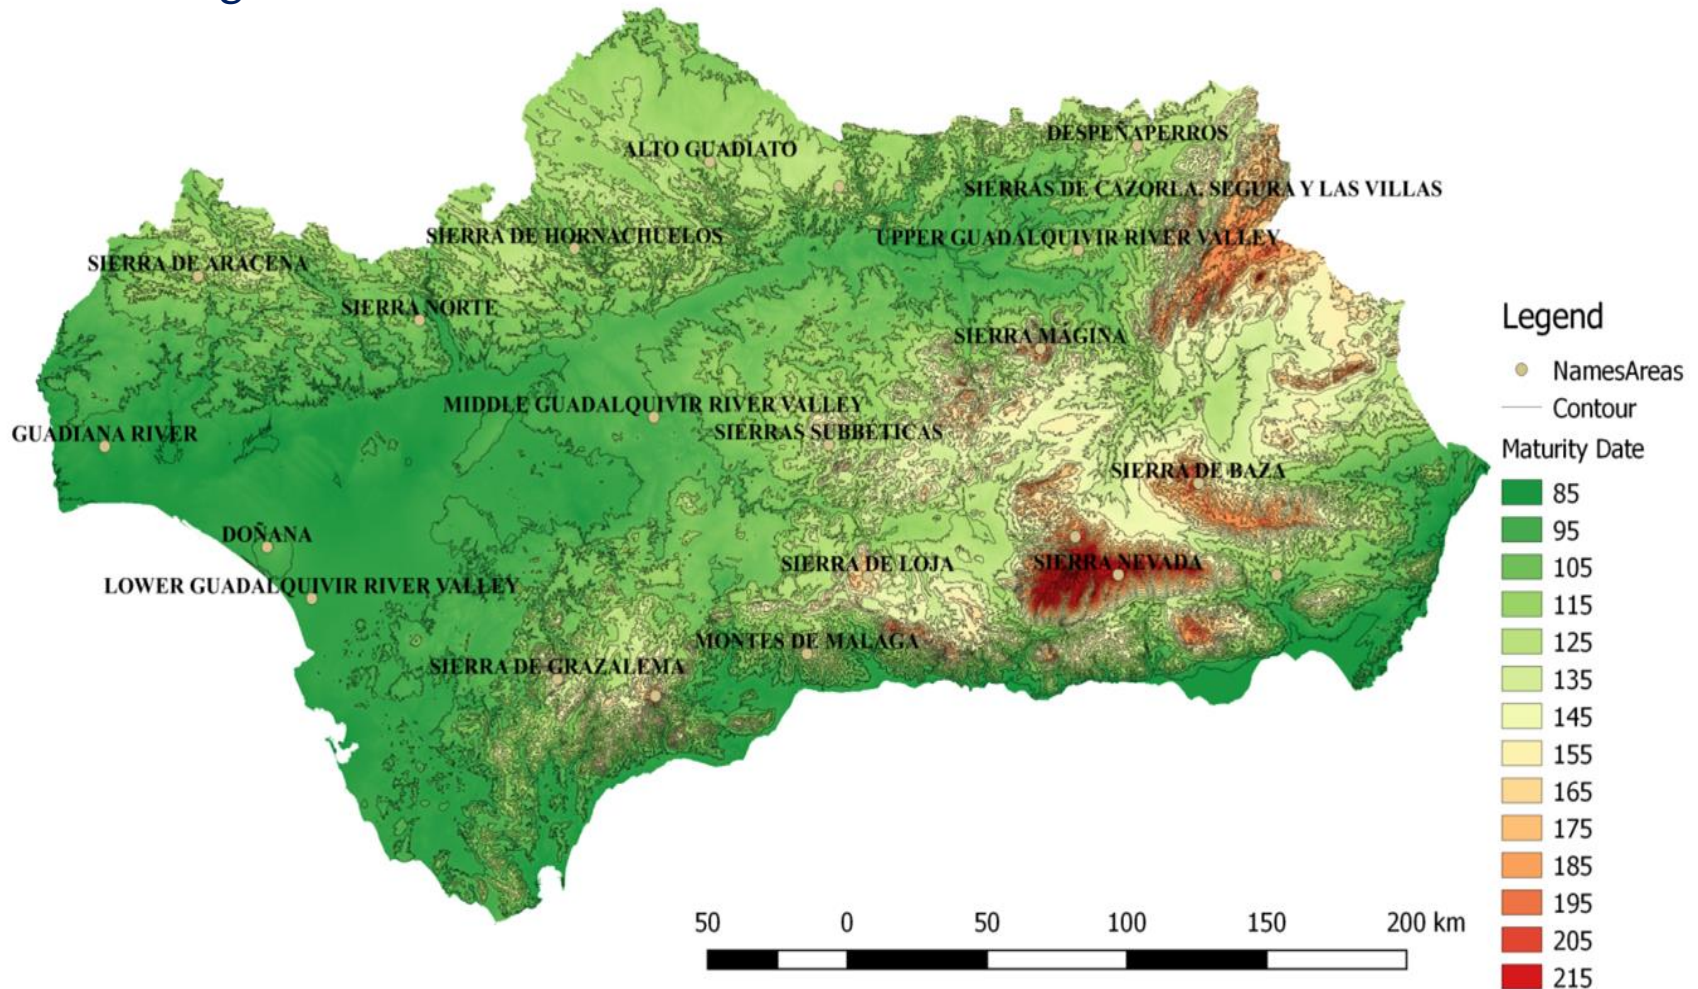 DESPEÑAPERROS
ALTO GUADIATO
SIERRAS DE CAZORLA, SEGURA Y LAS VILLAS
SIERRA DE HORNACHUELOS
UPPER GUADALQUIVIR RIVER VALLEY
SIERRA DE ARACENA
SIERRA NORTE
SIERRA MÁGINA
MIDDLE GUADALQUIVIR RIVER VALLEY
GUADIANA RIVER
SIERRAS SUBBÉTICAS
SIERRA DE BAZA
DOÑANA
SIERRA DE LOJA
SIERRA NEVADA
LOWER GUADALQUIVIR RIVER VALLEY
MONTES DE MÁLAGA
SIERRA DE GRAZALEMA
Legend
NamesAreas
Contour
Maturity Date
85
95
105
115
125
135
145
155
165
175
185
195
205
215
50 0 50 100 150 200 km